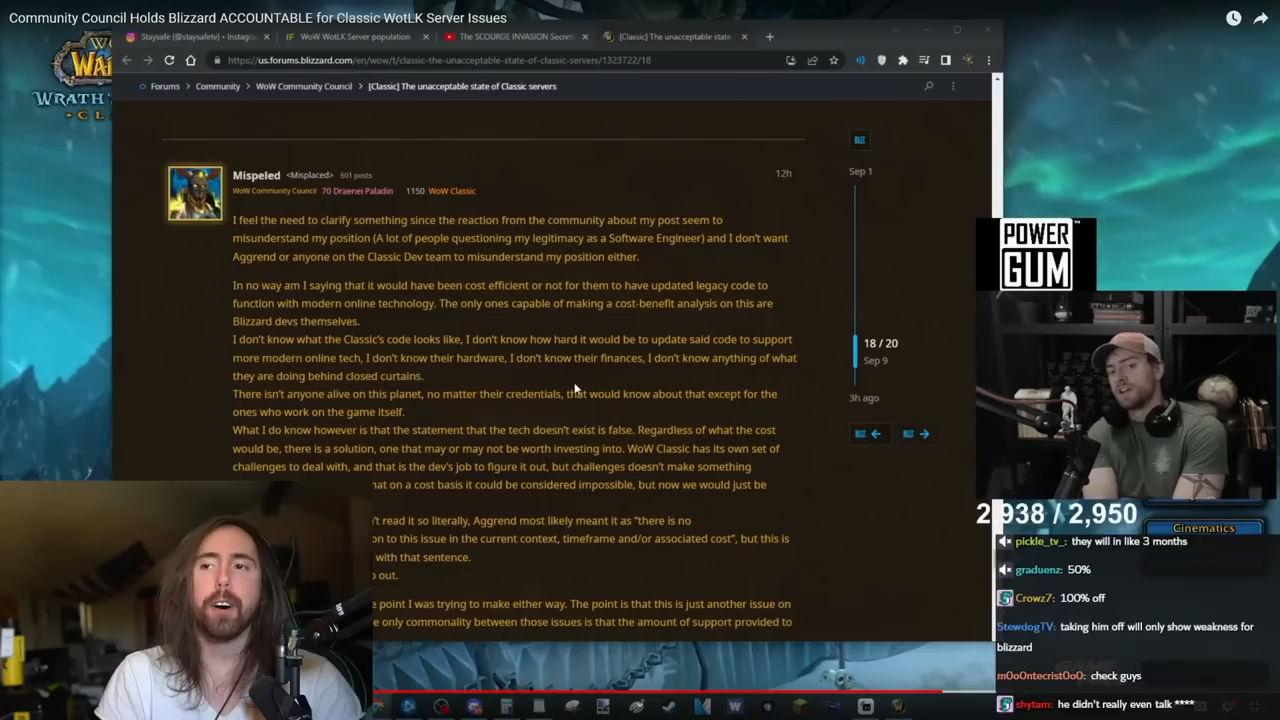 Community Council Holds Blizzard ACCOUNTABLE for Classic WotLK Server Issues
Staysafe (@staysafetv) • Instagra
WoW WotLK Server population
The SCOURGE INVASION Secret
[Classic] The unacceptable state
https://us.forums.blizzard.com/en/wow/t/classic-the-unacceptable-state-of-classic-servers/1323722/18
Forums
Community
WoW Community Council
[Classic] The unacceptable state of Classic servers
WRATH
CL
Mispeled <Misplaced> 601 posts
12h
WoW Community Council 70 Draenei Paladin 1150 WoW Classic
I feel the need to clarify something since the reaction from the community about my post seem to
misunderstand my position (A lot of people questioning my legitimacy as a Software Engineer) and I don't want
Aggrend or anyone on the Classic Dev team to misunderstand my position either.
In no way am I saying that it would have been cost efficient or not for them to have updated legacy code to
function with modern online technology. The only ones capable of making a cost-benefit analysis on this are
Blizzard devs themselves.
I don't know what the Classic's code looks like, I don't know how hard it would be to update said code to support
more modern online tech, I don't know their hardware, I don't know their finances, I don't know anything of what
they are doing behind closed curtains.
There isn't anyone alive on this planet, no matter their credentials, that would know about that except for the
ones who work on the game itself.
What I do know however is that the statement that the tech doesn't exist is false. Regardless of what the cost
would be, there is a solution, one that may or may not be worth investing into. WoW Classic has its own set of
challenges to deal with, and that is the dev's job to figure it out, but challenges doesn't make something
at on a cost basis it could be considered impossible, but now we would just be
't read it so literally, Aggrend most likely meant it as "there is no
on to this issue in the current context, timeframe and/or associated cost", but this is
with that sentence.
out.
e point I was trying to make either way. The point is that this is just another issue on
e only commonality between those issues is that the amount of support provided to
Sep 1
18 / 20
Sep 9
3h ago
POWER
GUM
™
2,938 / 2,950
Cinematics
pickle_tv_: they will in like 3 months
graduenz: 50%
Crowz7: 100% off
StewdogTV: taking him off will only show weakness for
blizzard
mOoOntecristOoO: check guys
shytam: he didn't really even talk ****